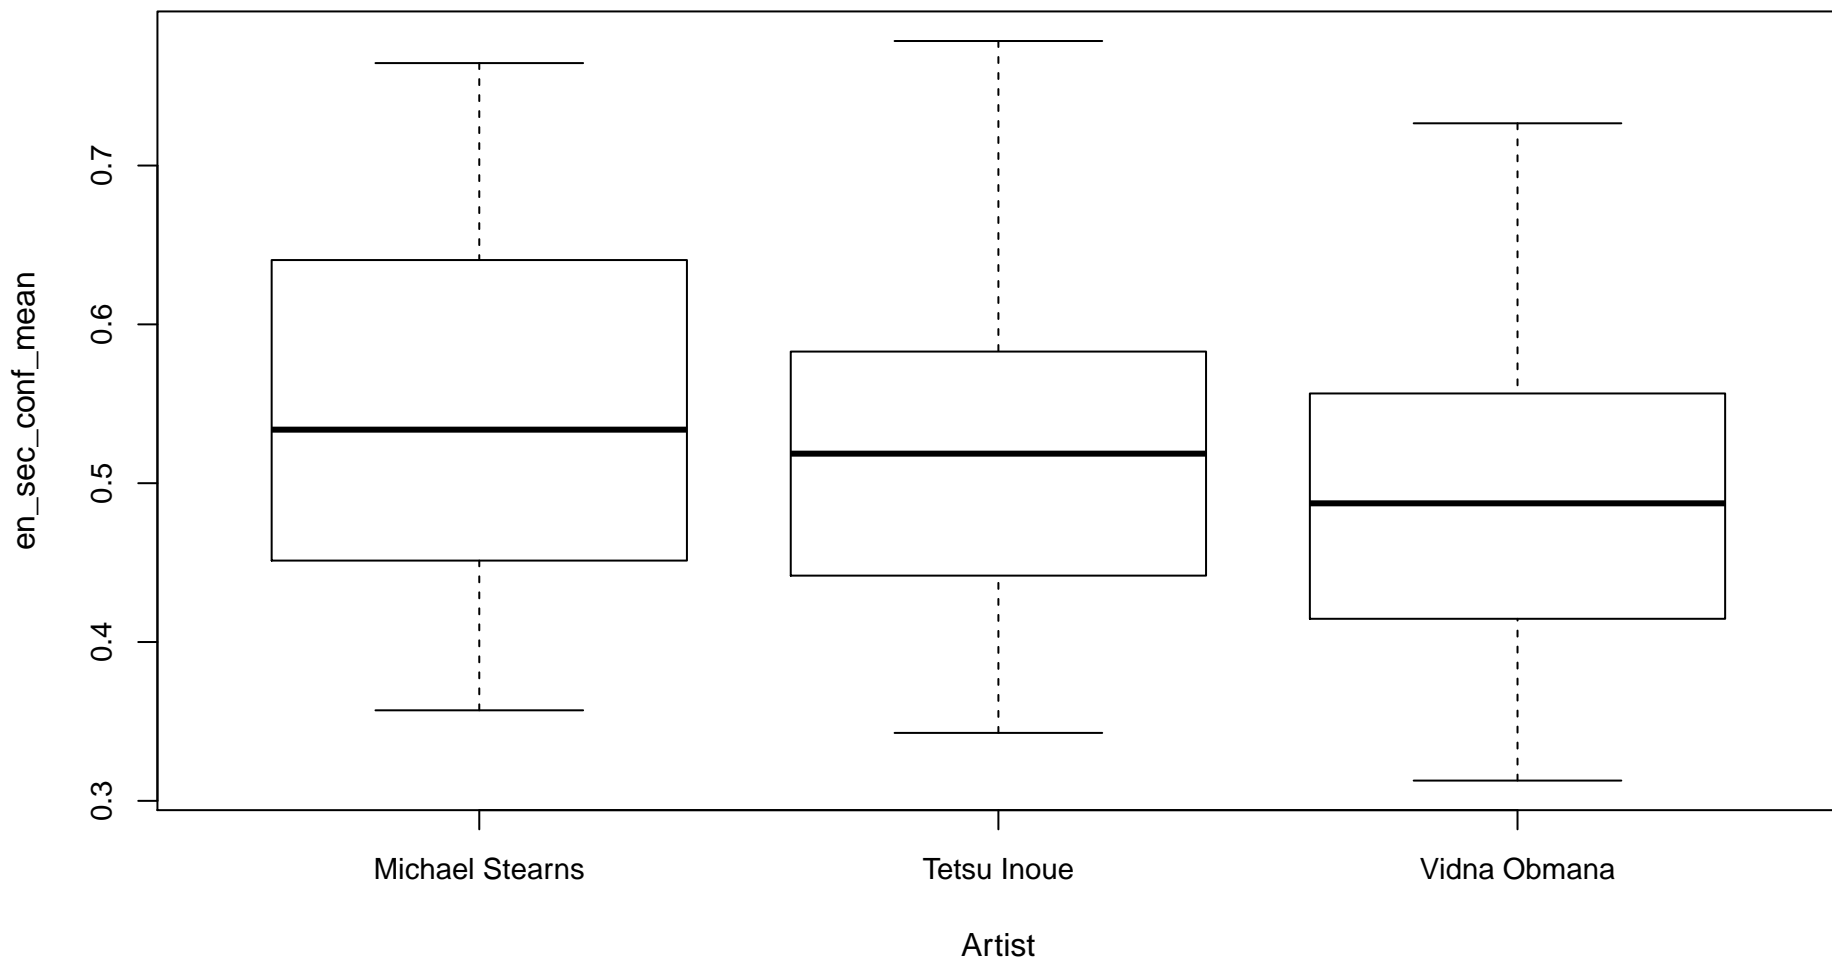 en_sec_conf_mean
0.7
0.6
0.5
0.4
0.3
Michael Stearns
Tetsu Inoue
Vidna Obmana
Artist